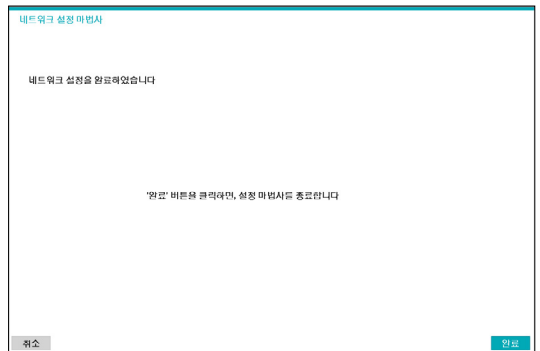 네트워크 설정 마법사
네트워크 설정을 완료하였습니다
'완료' 버튼을 클릭하면, 설정 마법사를 종료합니다
취소
완료